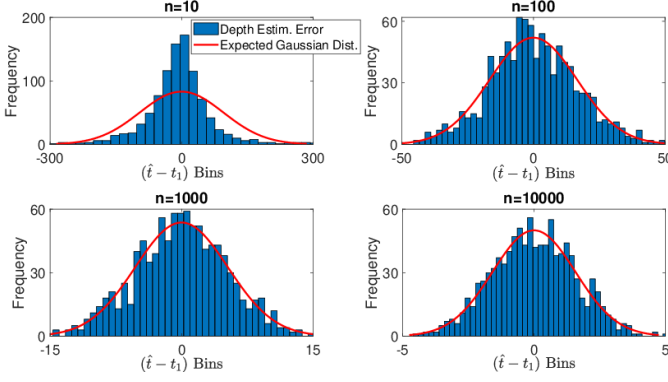 n=10
200
100
0
Frequency
-300
0
300
(t̂ − t₁) Bins
Depth Estim. Error
Expected Gaussian Dist.
n=100
60
30
0
Frequency
-50
0
50
(t̂ − t₁) Bins
n=1000
60
30
0
Frequency
-15
0
15
(t̂ − t₁) Bins
n=10000
60
30
0
Frequency
-5
0
5
(t̂ − t₁) Bins